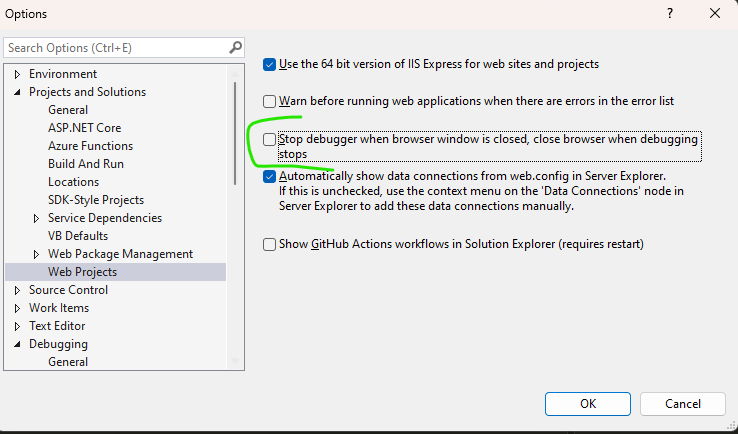 Options
? 
Search Options (Ctrl+E)
Environment
Projects and Solutions
General
ASP.NET Core
Azure Functions
Build And Run
Locations
SDK-Style Projects
Service Dependencies
VB Defaults
Web Package Management
Web Projects
Source Control
Work Items
Text Editor
Debugging
General
Use the 64 bit version of IIS Express for web sites and projects
Warn before running web applications when there are errors in the error list
Stop debugger when browser window is closed, close browser when debugging
stops
Automatically show data connections from web.config in Server Explorer.
If this is unchecked, use the context menu on the 'Data Connections' node in
Server Explorer to add these data connections manually.
Show GitHub Actions workflows in Solution Explorer (requires restart)
OK
Cancel